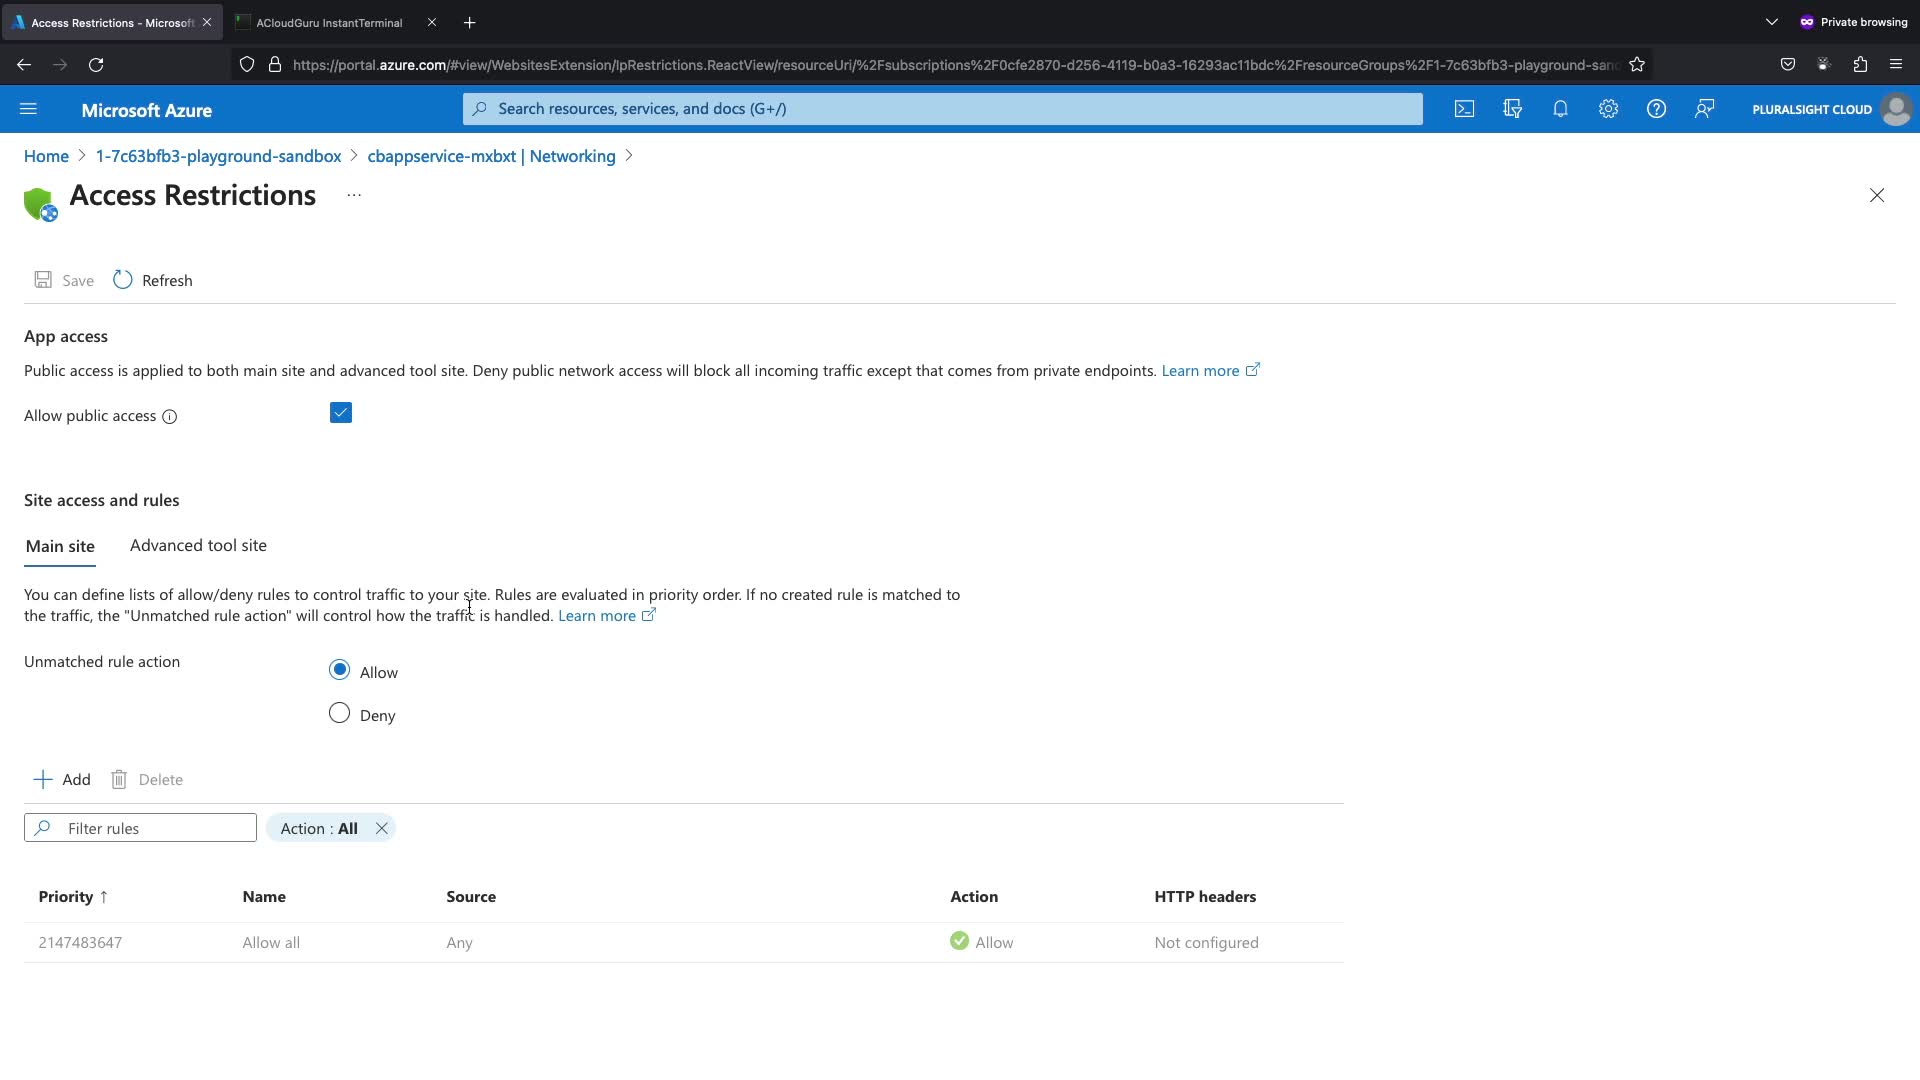 Access Restrictions - Microsoft
ACloudGuru InstantTerminal
Private browsing
https://portal.azure.com/#view/WebsitesExtension/IpRestrictions.ReactView/resourceUri/%2Fsubscriptions%2F0cfe2870-d256-4119-b0a3-16293ac11bdc%2FresourceGroups%2F1-7c63bfb3-playground-sand
Microsoft Azure
Search resources, services, and docs (G+/)
PLURALSIGHT CLOUD
Home > 1-7c63bfb3-playground-sandbox > cbappservice-mxbxt | Networking >
Access Restrictions ...
Save Refresh
App access
Public access is applied to both main site and advanced tool site. Deny public network access will block all incoming traffic except that comes from private endpoints. Learn more
Allow public access
Site access and rules
Main site Advanced tool site
You can define lists of allow/deny rules to control traffic to your site. Rules are evaluated in priority order. If no created rule is matched to
the traffic, the "Unmatched rule action" will control how the traffic is handled. Learn more
Unmatched rule action
Allow
Deny
Add Delete
Filter rules Action : All
Priority ↑ Name Source Action HTTP headers
2147483647 Allow all Any Allow Not configured